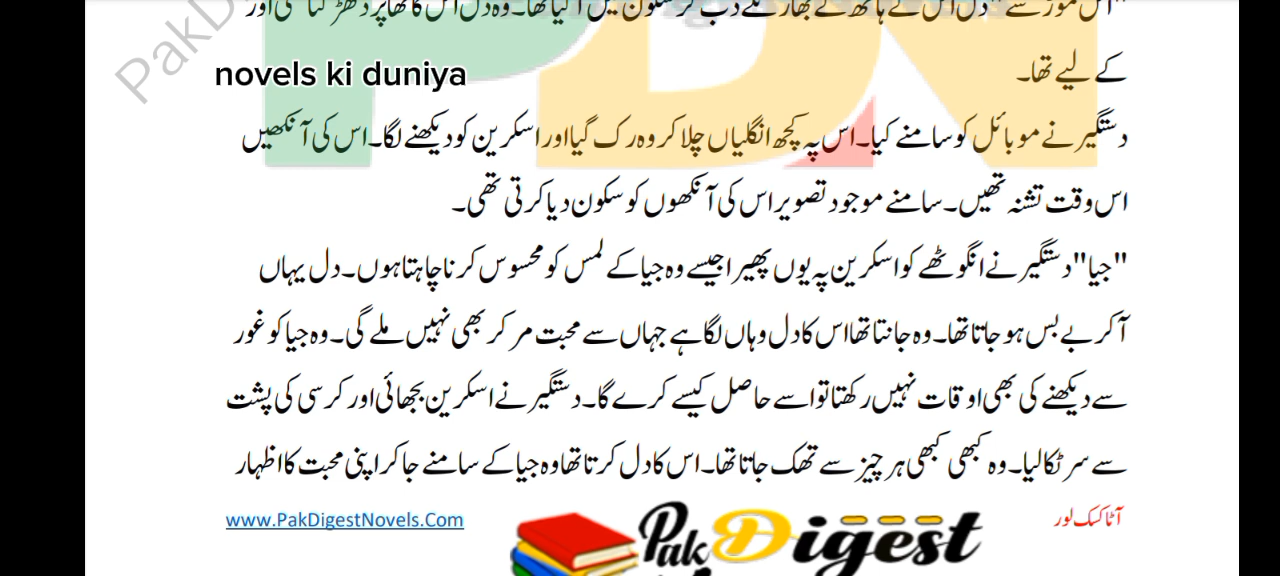 novels ki duniya
کے لیے تھا۔
دستگیر نے موبائل کو سامنے کیا۔ اس پہ کچھ انگلیاں چلا کر وہ رک گیا اور اسکرین کو دیکھنے لگا۔ اس کی آنکھیں
اس وقت تشنہ تھیں۔ سامنے موجود تصویر اس کی آنکھوں کو سکون دیا کرتی تھی۔
"جیا" دستگیر نے انگوٹھے کو اسکرین پہ یوں پھیرا جیسے وہ جیا کے لمس کو محسوس کرنا چاہتا ہوں۔ دل یہاں
آکر بے بس ہو جاتا تھا۔ وہ جانتا تھا اس کا دل وہاں لگا ہے جہاں سے محبت مر کر بھی نہیں ملے گی۔ وہ جیا کو غور
سے دیکھنے کی بھی اوقات نہیں رکھتا تو اسے حاصل کیسے کرے گا۔ دستگیر نے اسکرین بجھائی اور کرسی کی پشت
سے سر ٹکا لیا۔ وہ کبھی کبھی ہر چیز سے تھک جاتا تھا۔ اس کا دل کرتا تھا وہ جیا کے سامنے جا کر اپنی محبت کا اظہار
www.PakDigestNovels.Com
Pak Digest
آٹاکسک لور